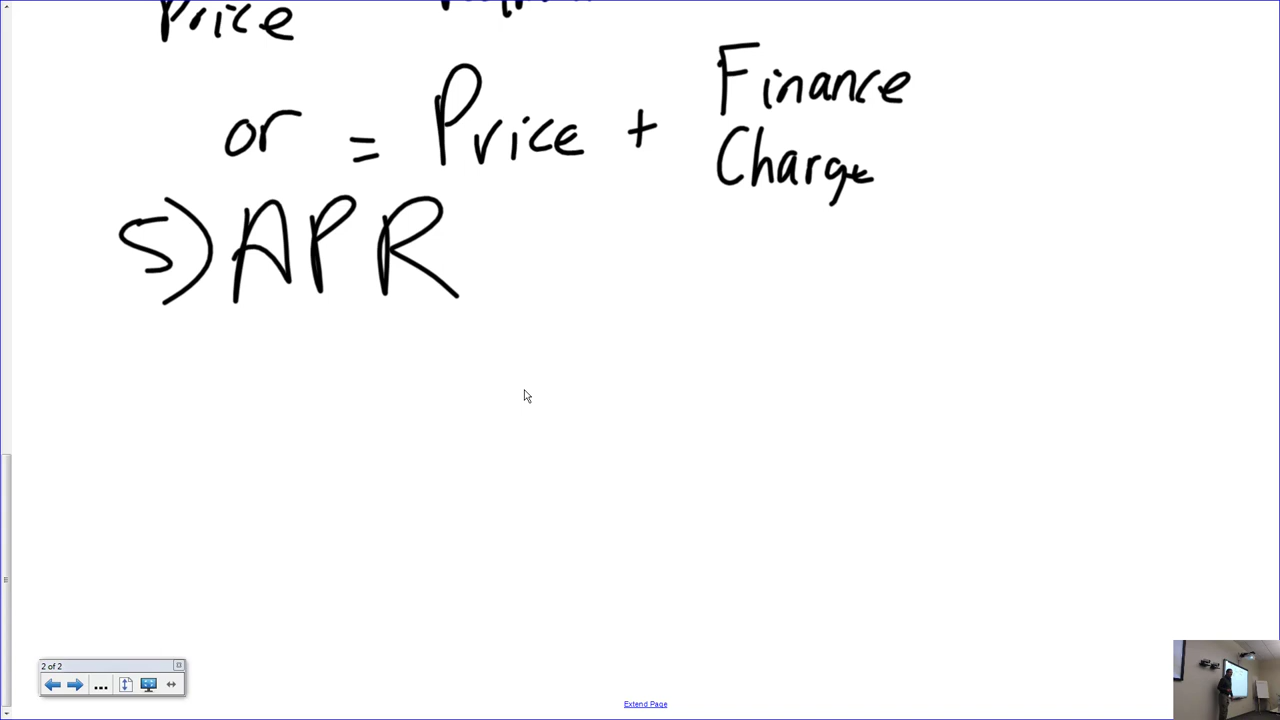 Price
or = Price + Finance Charge
5) APR
2 of 2
...
Extend Page